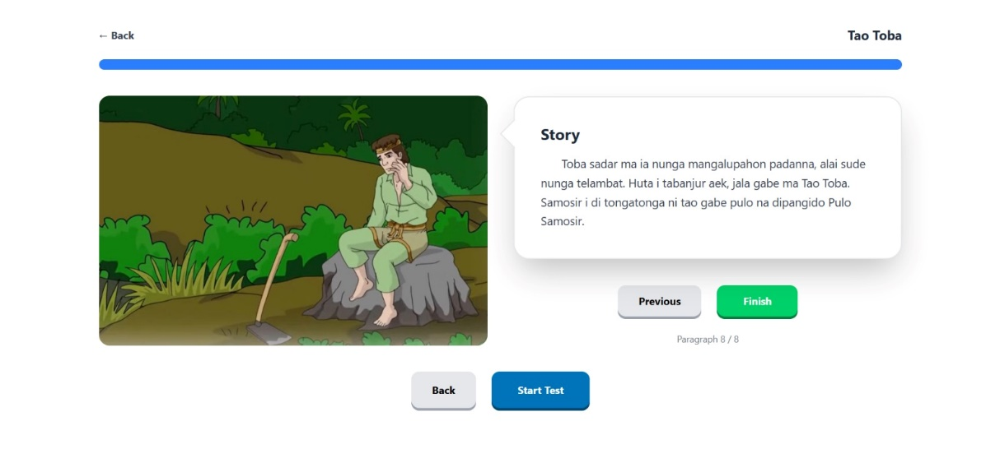 ← Back
Tao Toba
Story
Toba sadar ma ia nunga mangalupahon padanna, alai sude
nunga telambat. Huta i tabanjur aek, jala gabe ma Tao Toba.
Samosir i di tongatonga ni tao gabe pulo na dipangido Pulo
Samosir.
Previous
Finish
Paragraph 8 / 8
Back
Start Test